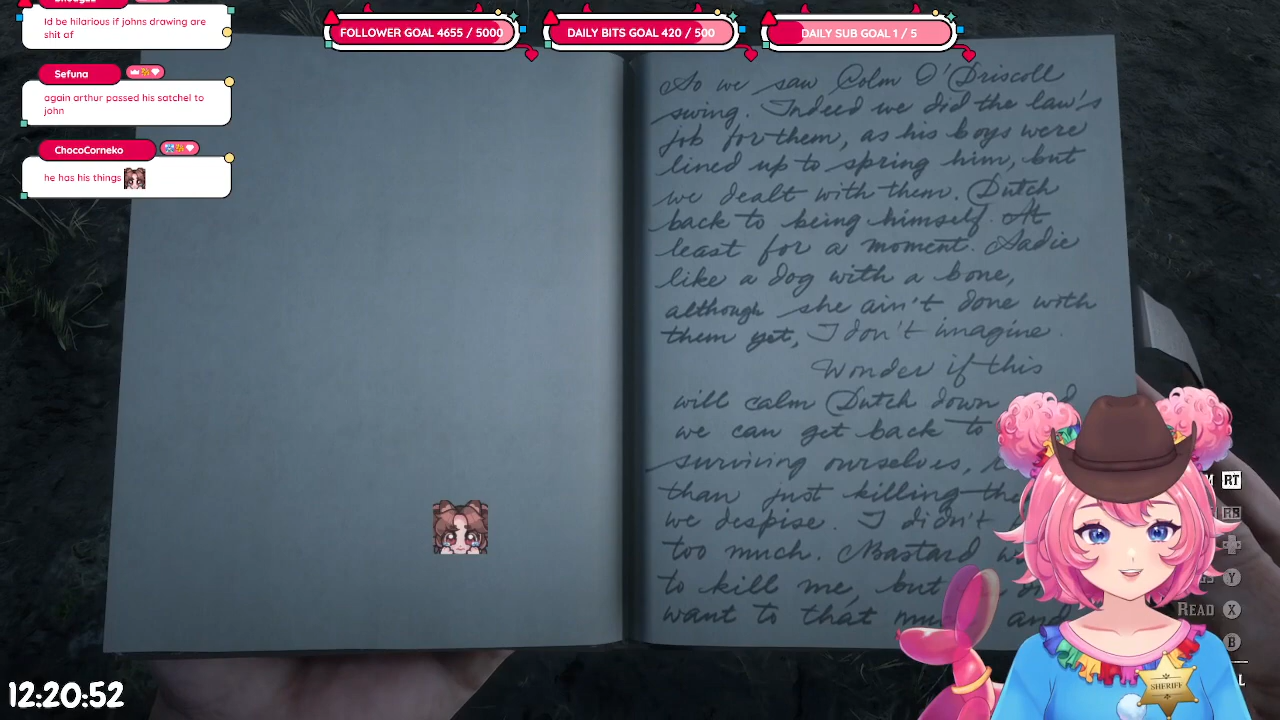 Id be hilarious if johns drawing are
shit af
Sefuna
again arthur passed his satchel to
john
ChocoCorneko
he has his things
FOLLOWER GOAL 4655 / 5000
DAILY BITS GOAL 420 / 500
DAILY SUB GOAL 1 / 5
So we saw Colm O'Driscoll
swing. Indeed we did the law's
job for them, as his boys were
lined up to spring him, but
we dealt with them. Dutch
back to being himself. At
least for a moment. Sadie
like a dog with a bone,
although she ain't done with
them yet, I don't imagine.
Wonder if this
will calm Dutch down
we can get back to
surviving ourselves,
than just killing
we despise. I didn't
too much. Bastard
to kill me, but
want to that and
RT
RB
Y
READ X
B
L
SHERIFF
12:20:52